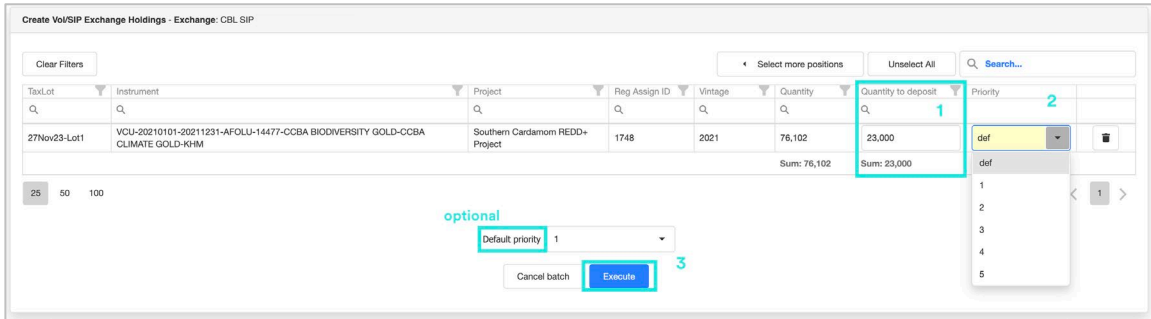 Create Vol/SIP Exchange Holdings - Exchange: CBL SIP
Clear Filters
Select more positions
Unselect All
Search...
TaxLot Instrument Project Reg Assign ID Vintage Quantity Quantity to deposit Priority
1
2
27Nov23-Lot1 VCU-20210101-20211231-AFOLU-14477-CCBA BIODIVERSITY GOLD-CCBA CLIMATE GOLD-KHM Southern Cardamom REDD+ Project 1748 2021 76,102 23,000 def
Sum: 76,102 Sum: 23,000
def
1
2
3
4
5
25 50 100
1
optional
Default priority 1
3
Cancel batch Execute